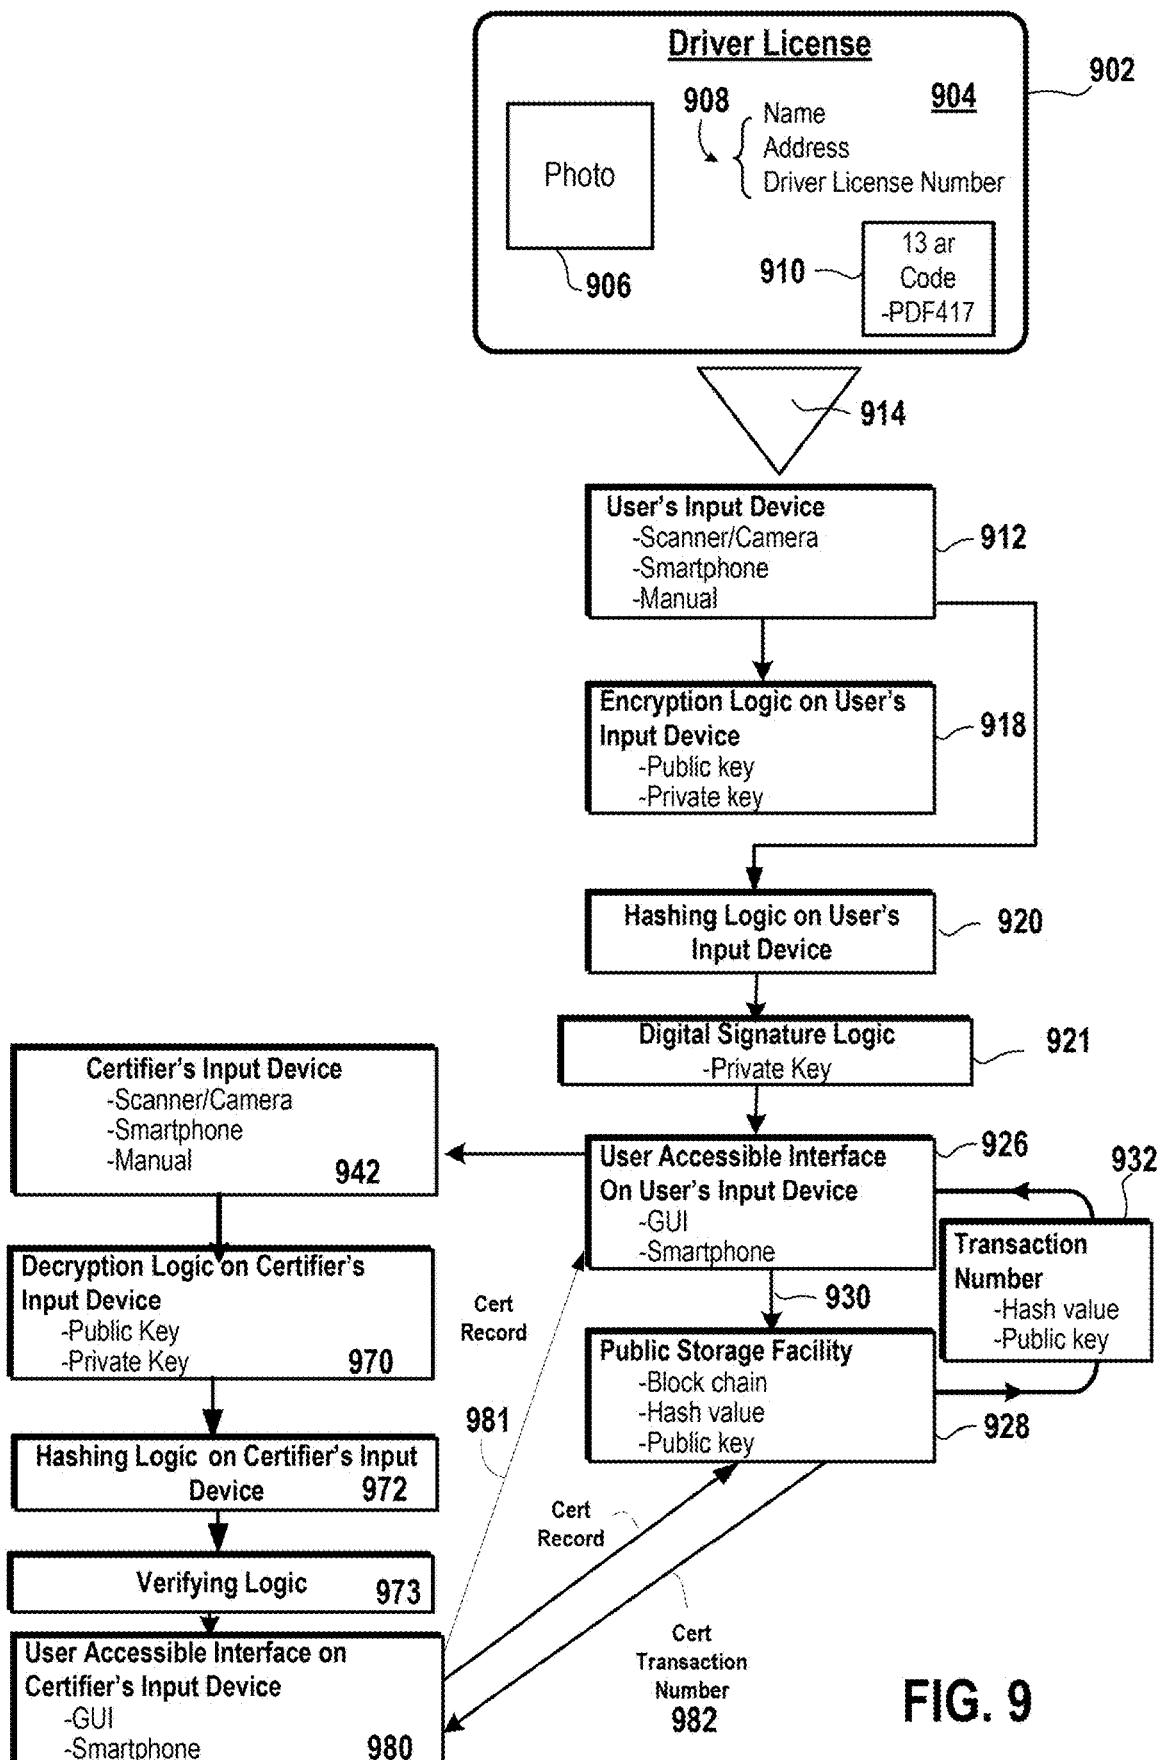 Driver License
902
904
908
Name
Address
Driver License Number
Photo
906
910
13 ar
Code
-PDF417
914
User's Input Device
-Scanner/Camera
-Smartphone
-Manual
912
Encryption Logic on User's
Input Device
-Public key
-Private key
918
Hashing Logic on User's
Input Device
920
Digital Signature Logic
-Private Key
921
Certifier's Input Device
-Scanner/Camera
-Smartphone
-Manual
942
User Accessible Interface
On User's Input Device
-GUI
-Smartphone
926
932
Transaction
Number
-Hash value
-Public key
930
Decryption Logic on Certifier's
Input Device
-Public Key
-Private Key
970
Cert
Record
981
Public Storage Facility
-Block chain
-Hash value
-Public key
928
Hashing Logic on Certifier's Input
Device
972
Cert
Record
Verifying Logic
973
User Accessible Interface on
Certifier's Input Device
-GUI
-Smartphone
980
Cert
Transaction
Number
982
FIG. 9